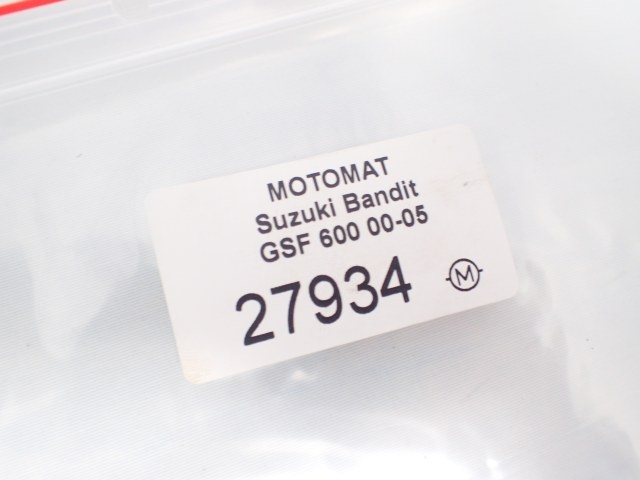 MOTOMAT
Suzuki Bandit
GSF 600 00-05
27934
M